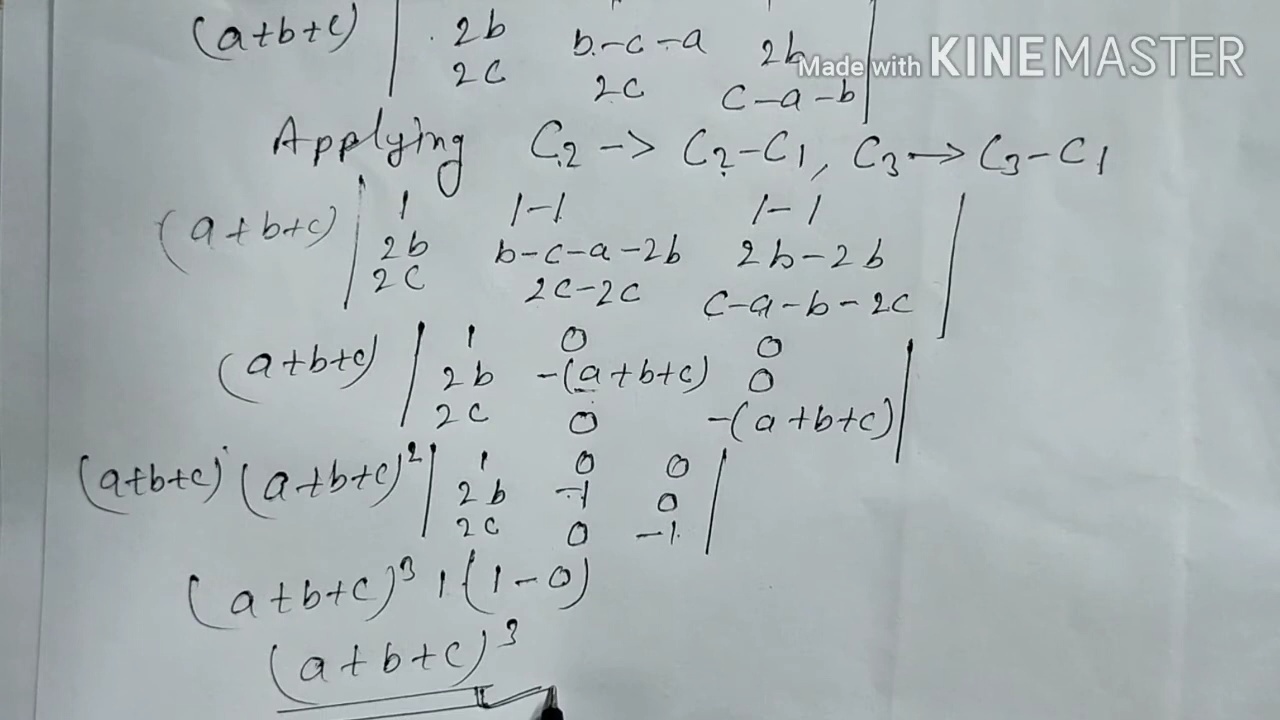 (a+b+c) | 2b b-c-a 2b |
2c 2c c-a-b
Made with KINEMASTER
Applying C2 -> C2-C1, C3 -> C3-C1
(a+b+c) | 1 1-1 1-1 |
2b b-c-a-2b 2b-2b
2c 2c-2c c-a-b-2c
(a+b+c) | 1 0 0 |
2b -(a+b+c) 0
2c 0 -(a+b+c)
(a+b+c) (a+b+c)² | 1 0 0 |
2b -1 0
2c 0 -1
(a+b+c)³ 1(1-0)
(a+b+c)³